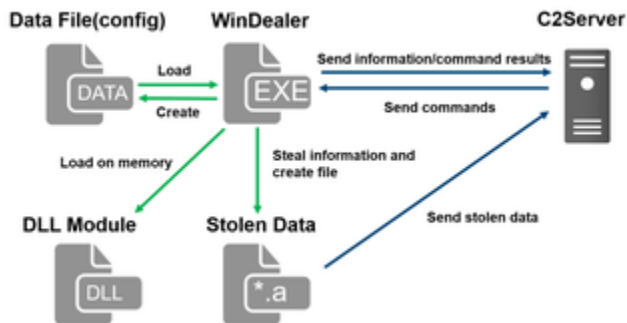 Data File(config)
WinDealer
C2Server
DATA
Load
Create
EXE
Send information/command results
Send commands
Load on memory
Steal information and
create file
Send stolen data
DLL Module
Stolen Data
DLL
*.a